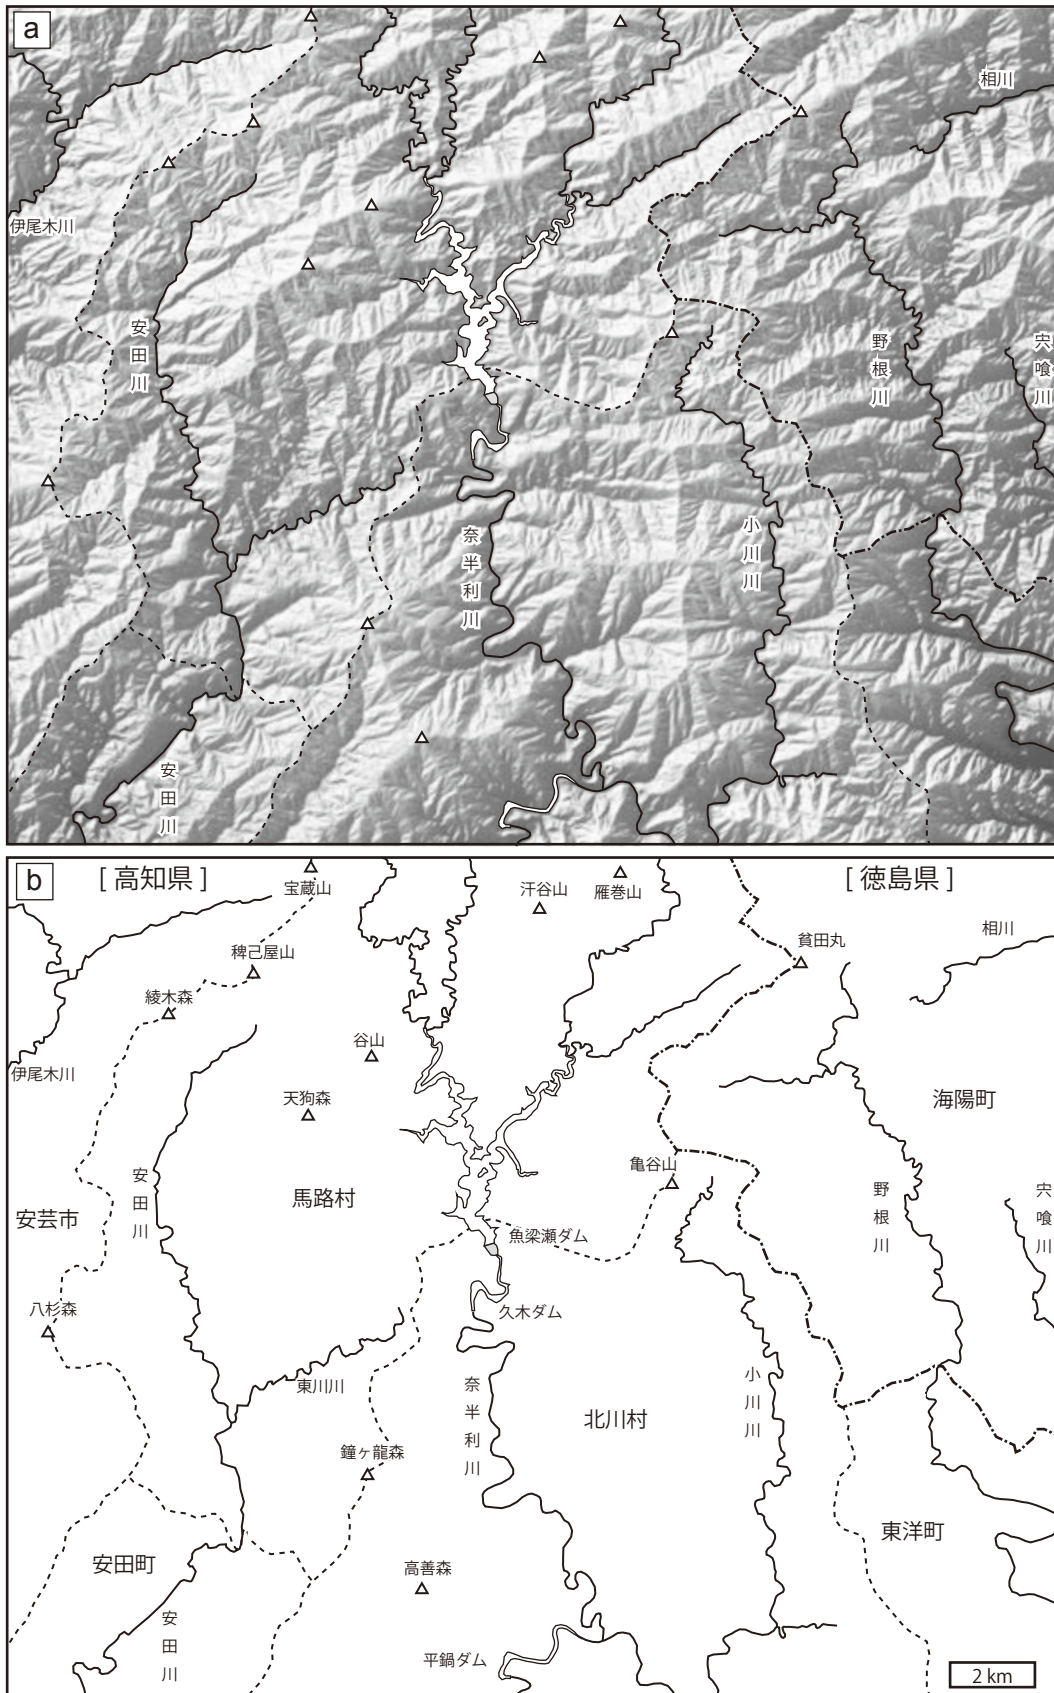 a
相川
伊尾木川
安田川
野根川
宍喰川
奈半利川
小川川
安田川
b
[ 高知県 ]
[ 徳島県 ]
宝蔵山
汗谷山
雁巻山
稗己屋山
貧田丸
相川
綾木森
谷山
伊尾木川
天狗森
海陽町
亀谷山
安田川
馬路村
野根川
宍喰川
安芸市
魚梁瀬ダム
八杉森
久木ダム
東川川
奈半利川
小川川
北川村
鐘ヶ龍森
東洋町
安田町
高善森
安田川
平鍋ダム
2 km